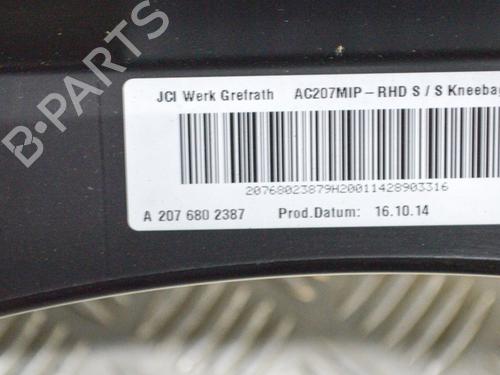 B-PARTS
JCI Werk Grefrath AC207MIP-RHD S / S Kneebag
20768023879H20011428903316
A 207 680 2387 Prod.Datum: 16.10.14